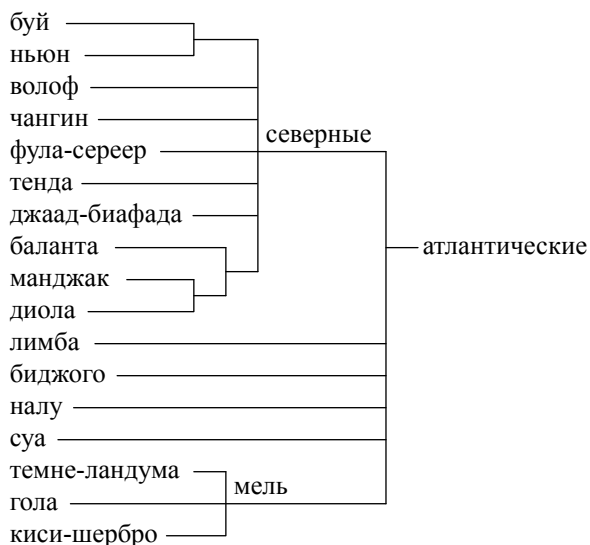 буй
ньюн
волоф
чангин
северные
фула-сереер
тенда
джаад-биафада
баланта
атлантические
манджак
диола
лимба
биджого
налу
суа
темне-ландума
мель
гола
киси-шербро